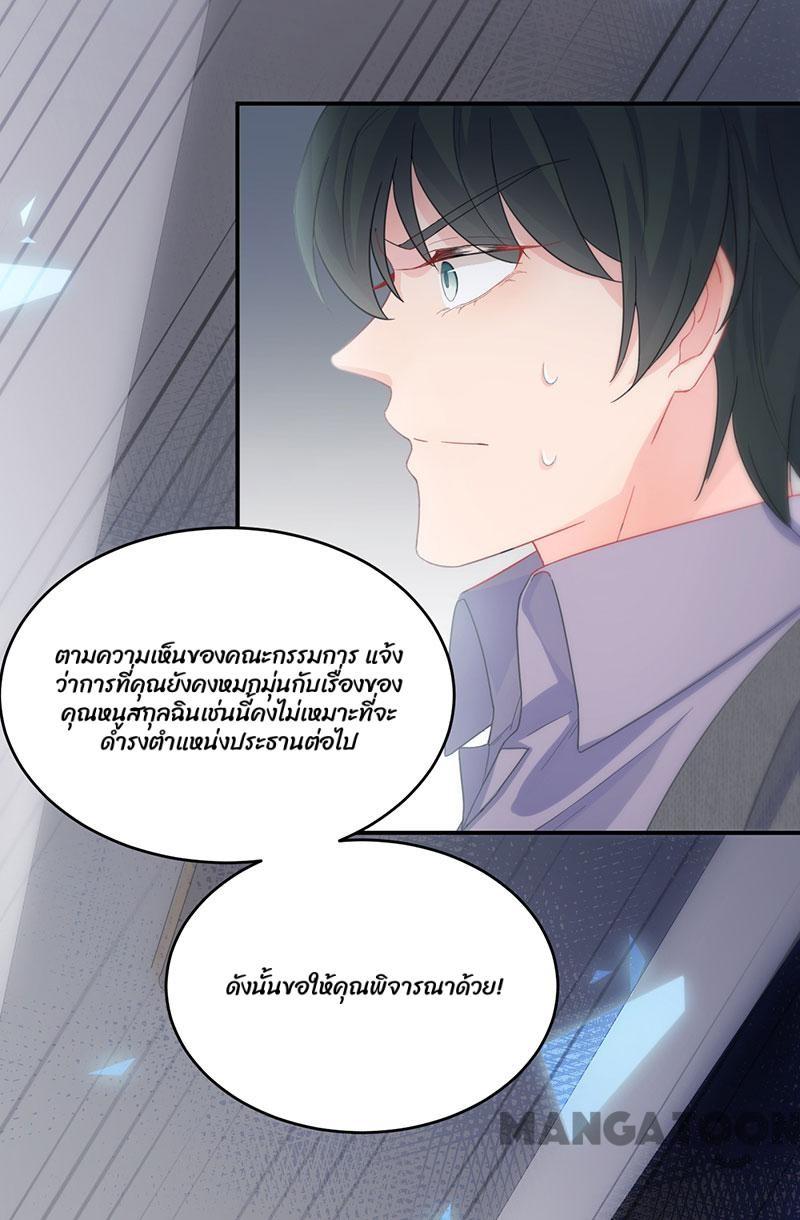 ตามความเห็นของคณะกรรมการ แจ้ง
ว่าการที่คุณยังคงหมกมุ่นกับเรื่องของ
คุณหนูสกุลฉินเช่นนี้คงไม่เหมาะที่จะ
ดำรงตำแหน่งประธานต่อไป
ดังนั้นขอให้คุณพิจารณาด้วย!
MANGATOON